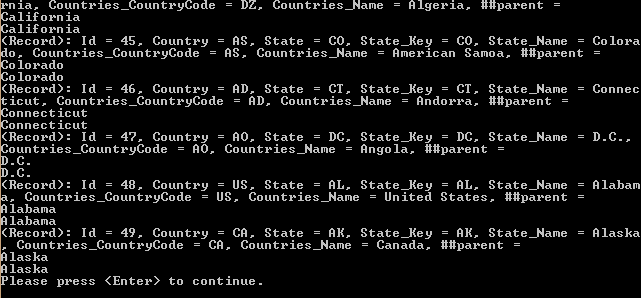 rnia, Countries_CountryCode = DZ, Countries_Name = Algeria, ##parent =
California
California
(Record): Id = 45, Country = AS, State = CO, State_Key = CO, State_Name = Colora
do, Countries_CountryCode = AS, Countries_Name = American Samoa, ##parent =
Colorado
Colorado
(Record): Id = 46, Country = AD, State = CT, State_Key = CT, State_Name = Connec
ticut, Countries_CountryCode = AD, Countries_Name = Andorra, ##parent =
Connecticut
Connecticut
(Record): Id = 47, Country = AO, State = DC, State_Key = DC, State_Name = D.C.,
Countries_CountryCode = AO, Countries_Name = Angola, ##parent =
D.C.
D.C.
(Record): Id = 48, Country = US, State = AL, State_Key = AL, State_Name = Alabam
a, Countries_CountryCode = US, Countries_Name = United States, ##parent =
Alabama
Alabama
(Record): Id = 49, Country = CA, State = AK, State_Key = AK, State_Name = Alaska
, Countries_CountryCode = CA, Countries_Name = Canada, ##parent =
Alaska
Alaska
Please press <Enter> to continue.